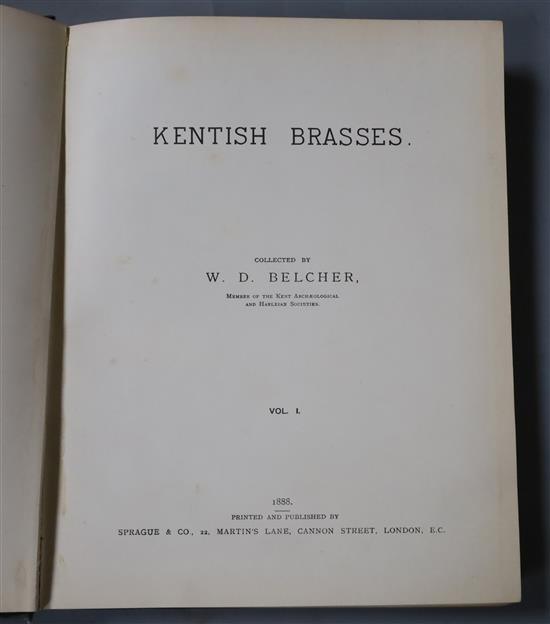 KENTISH BRASSES.
COLLECTED BY
W. D. BELCHER,
MEMBER OF THE KENT ARCHÆOLOGICAL
AND HARLEIAN SOCIETIES.
VOL. I.
1888.
PRINTED AND PUBLISHED BY
SPRAGUE & CO., 22, MARTIN'S LANE, CANNON STREET, LONDON, E.C.